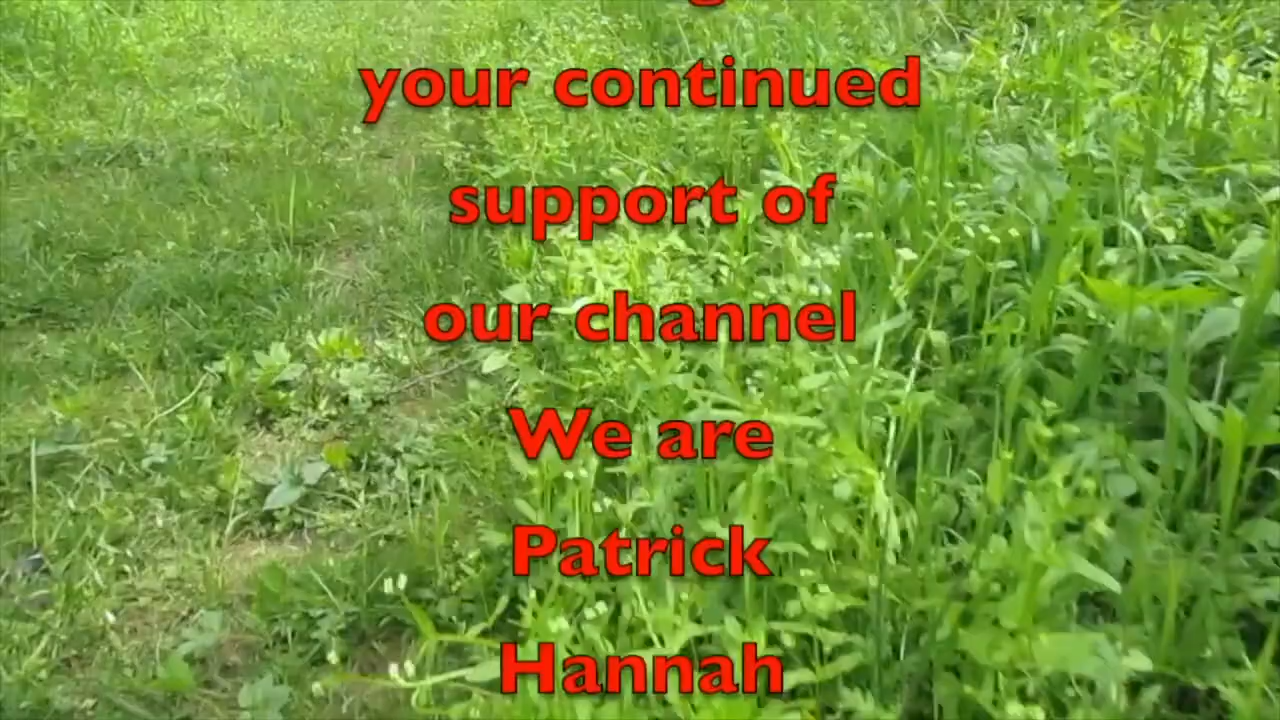 your continued
support of
our channel
We are
Patrick
Hannah